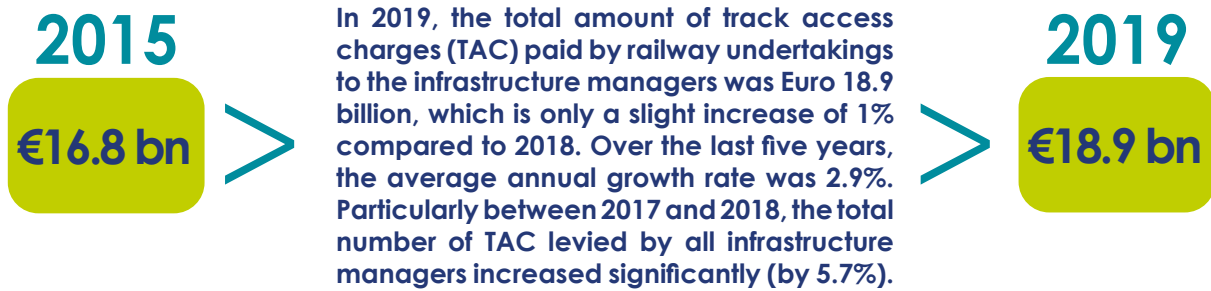 2015
€16.8 bn
In 2019, the total amount of track access
charges (TAC) paid by railway undertakings
to the infrastructure managers was Euro 18.9
billion, which is only a slight increase of 1%
compared to 2018. Over the last five years,
the average annual growth rate was 2.9%.
Particularly between 2017 and 2018, the total
number of TAC levied by all infrastructure
managers increased significantly (by 5.7%).
2019
€18.9 bn